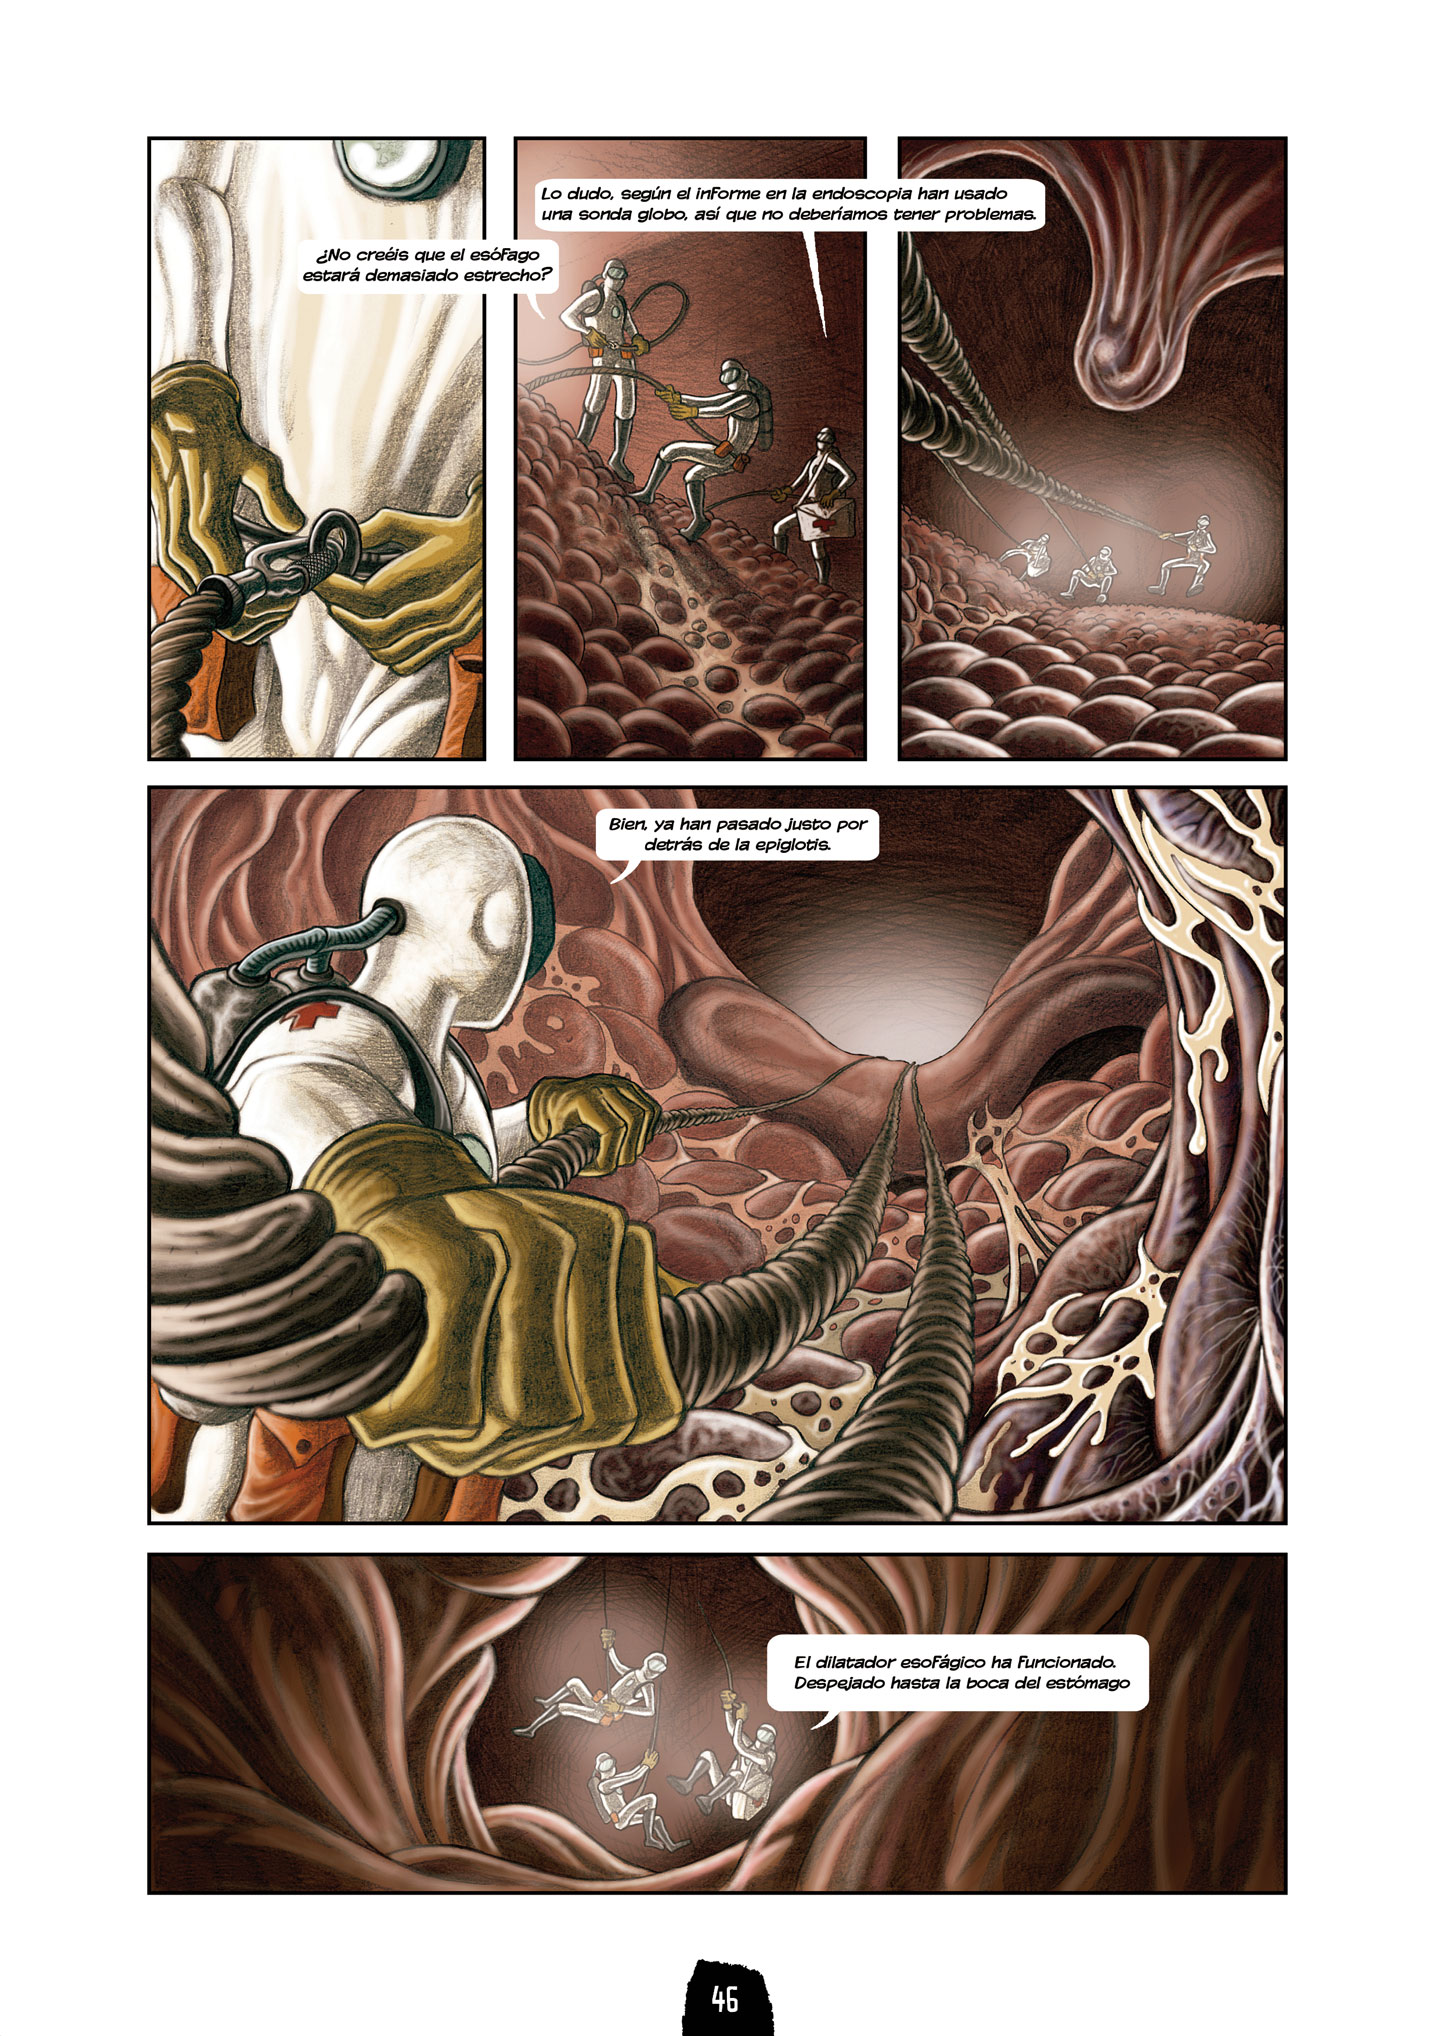 ¿No creéis que el esófago
estará demasiado estrecho?
Lo dudo, según el informe en la endoscopia han usado
una sonda globo, así que no deberíamos tener problemas.
Bien, ya han pasado justo por
detrás de la epiglotis.
El dilatador esofágico ha funcionado.
Despejado hasta la boca del estómago
46